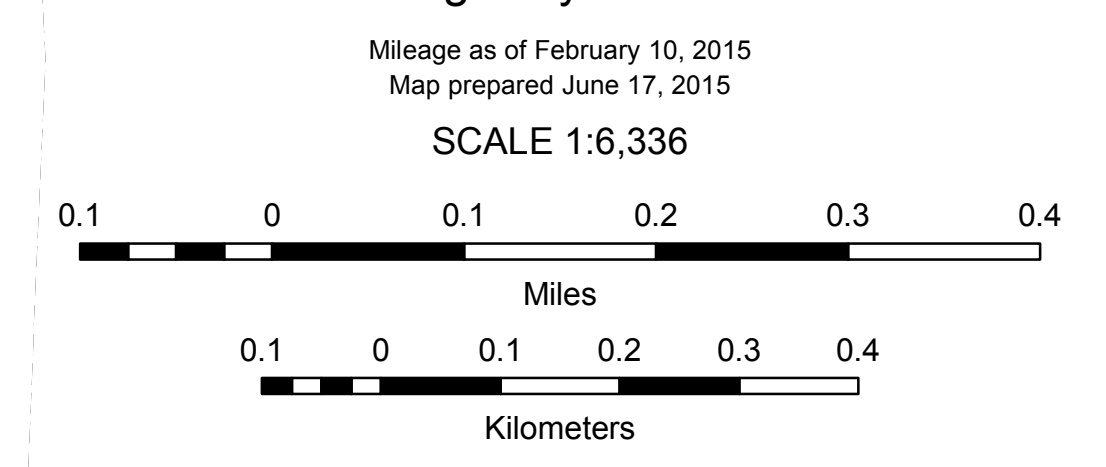 Mileage as of February 10, 2015
Map prepared June 17, 2015
SCALE 1:6,336
0.1 0 0.1 0.2 0.3 0.4
Miles
0.1 0 0.1 0.2 0.3 0.4
Kilometers